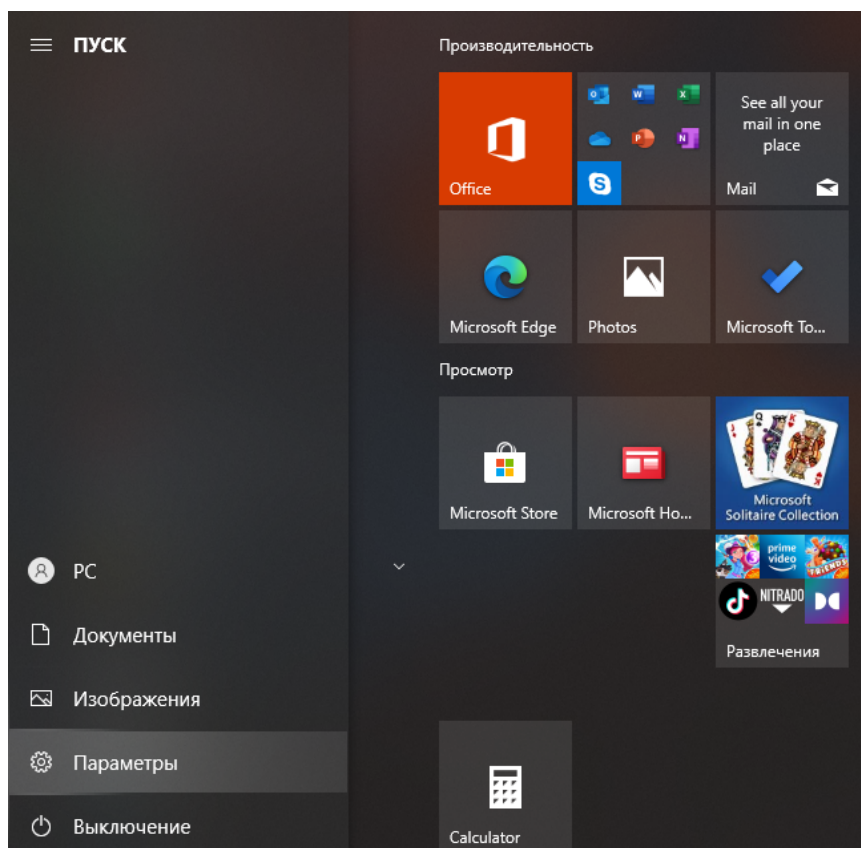 ПУСК
PC
Документы
Изображения
Параметры
Выключение
Производительность
Office
See all your
mail in one
place
Mail
Microsoft Edge
Photos
Microsoft To...
Просмотр
Microsoft Store
Microsoft Ho...
Microsoft
Solitaire Collection
prime
video
FRIENDS
NITRADO
Развлечения
Calculator